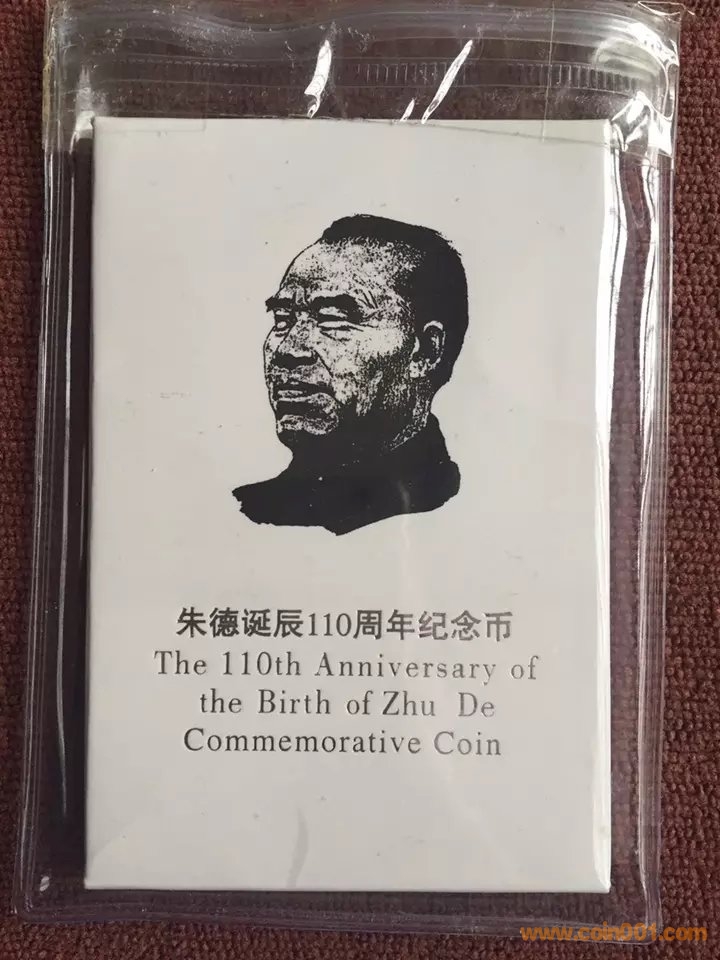 朱德诞辰110周年纪念币
The 110th Anniversary of
the Birth of Zhu De
Commemorative Coin
www.coin001.com